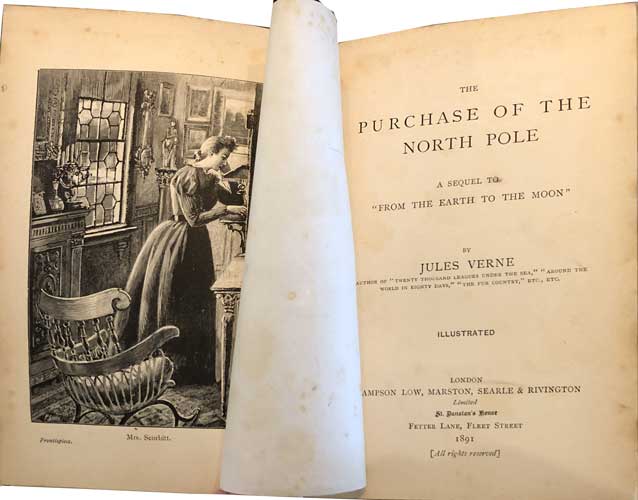 Frontispiece.
Mrs. Scorbitt.
THE
PURCHASE OF THE
NORTH POLE
A SEQUEL TO
"FROM THE EARTH TO THE MOON"
BY
JULES VERNE
AUTHOR OF "TWENTY THOUSAND LEAGUES UNDER THE SEA," "AROUND THE
WORLD IN EIGHTY DAYS," "THE FUR COUNTRY," ETC., ETC.
ILLUSTRATED
LONDON
AMPSON LOW, MARSTON, SEARLE & RIVINGTON
Limited
St. Dunstan's House
FETTER LANE, FLEET STREET
1891
[All rights reserved]